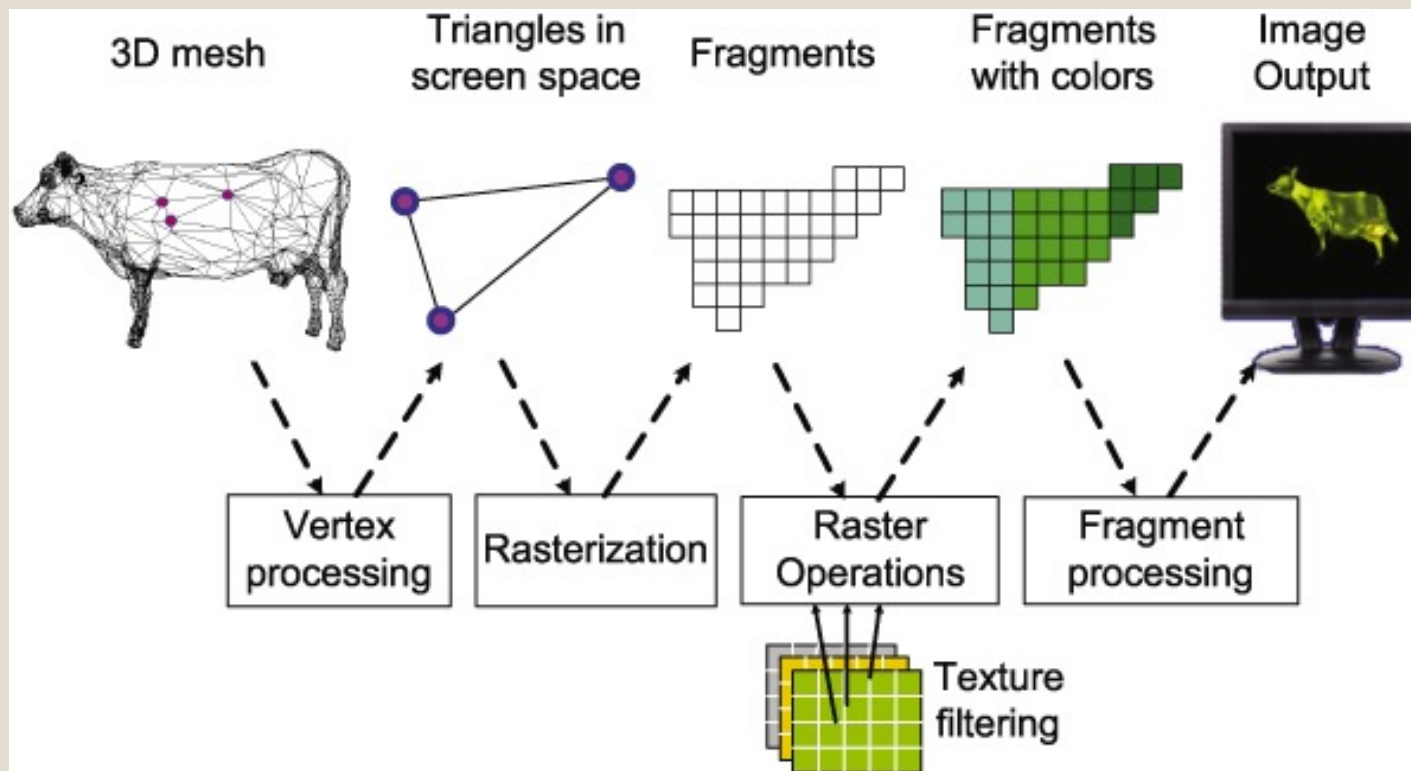 3D mesh
Triangles in
screen space
Fragments
Fragments
with colors
Image
Output
Vertex
processing
Rasterization
Raster
Operations
Fragment
processing
Texture
filtering